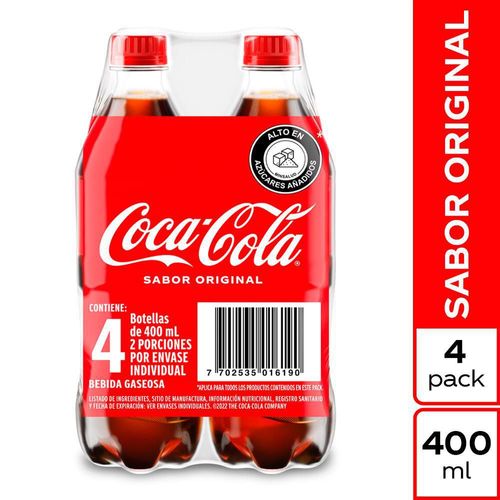 ALTO EN
AZÚCARES AÑADIDOS
MINSALUD
*
Coca-Cola®
SABOR ORIGINAL
CONTIENE:
4
Botellas
de 400 mL
2 PORCIONES
POR ENVASE
INDIVIDUAL
BEBIDA GASEOSA
7 702535 016190
*APLICA PARA TODOS LOS PRODUCTOS CONTENIDOS EN ESTE PACK.
LISTADO DE INGREDIENTES, SITIO DE MANUFACTURA, INFORMACIÓN NUTRICIONAL, REGISTRO SANITARIO
Y FECHA DE EXPIRACIÓN: VER ENVASES INDIVIDUALES. ©2022 THE COCA-COLA COMPANY
SABOR ORIGINAL
4
pack
400
ml